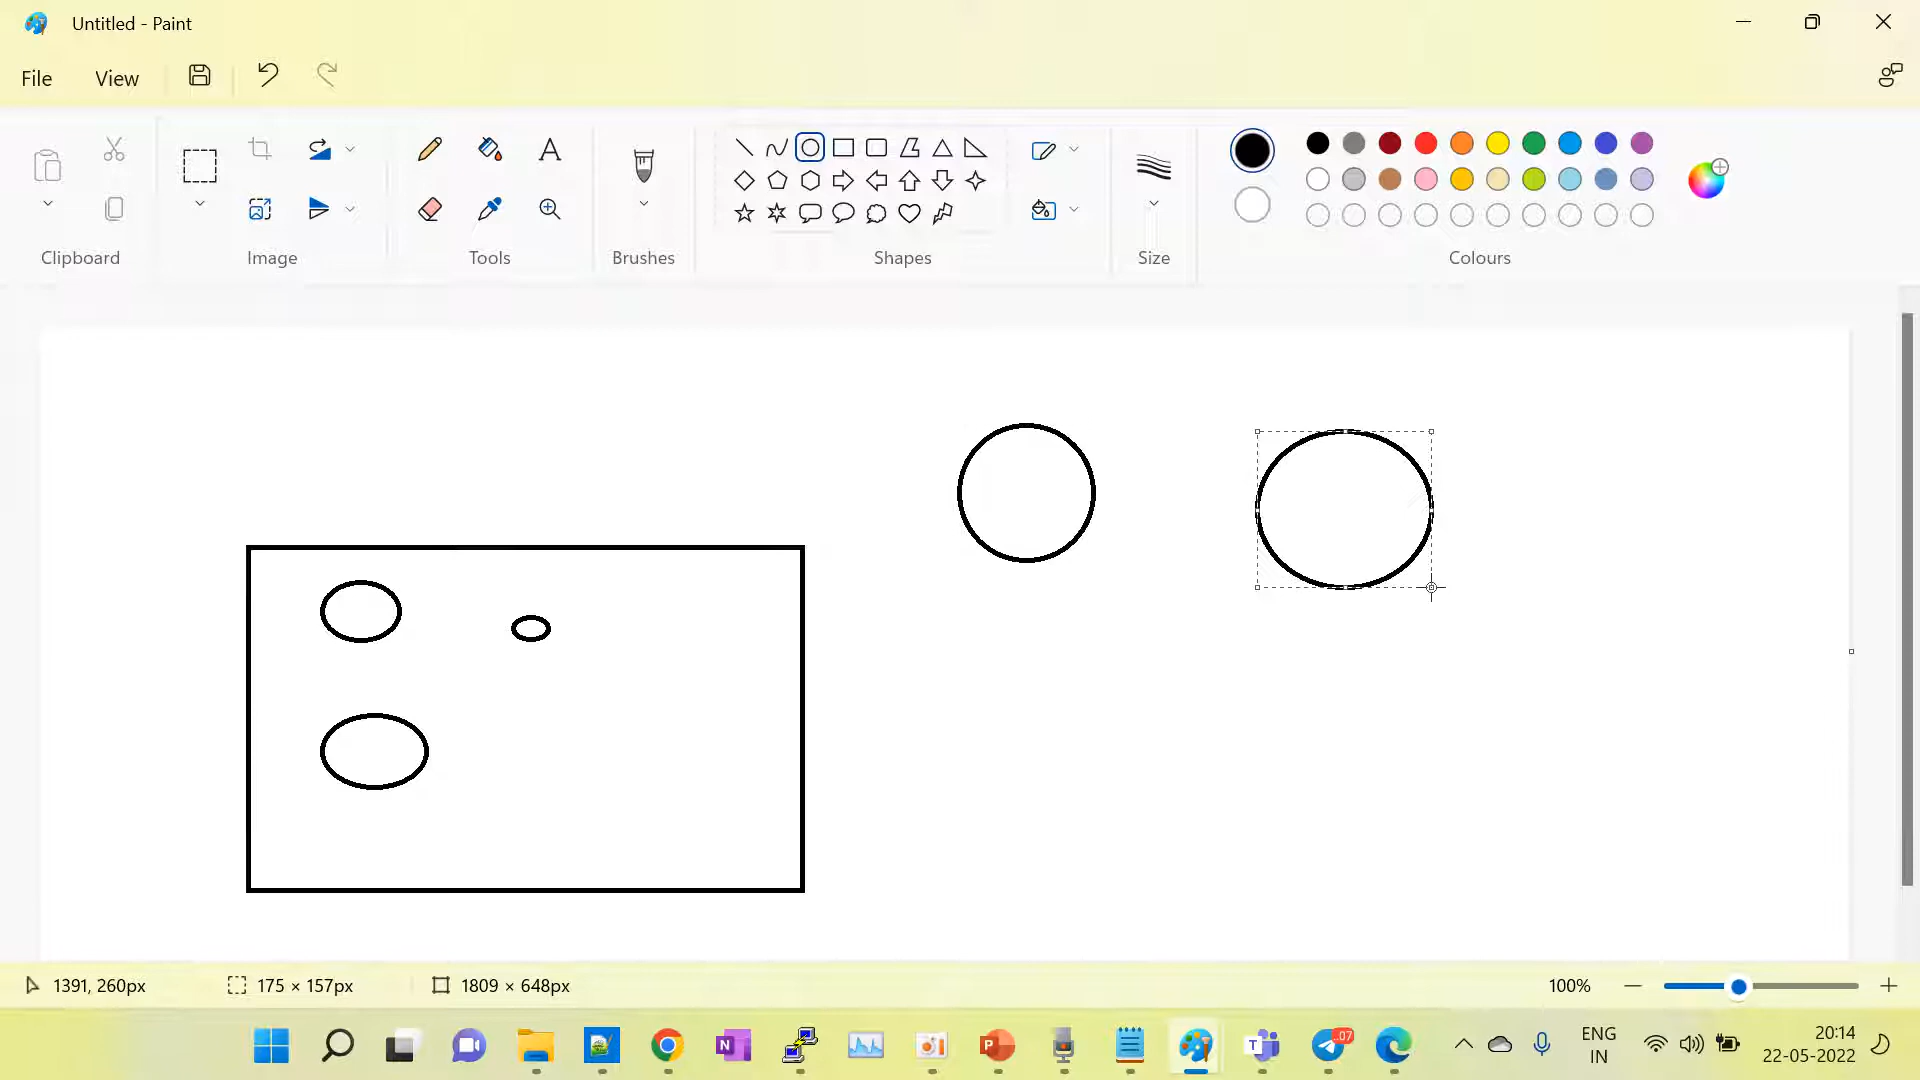 Untitled - Paint
File View
Clipboard Image Tools Brushes Shapes Size Colours
1391, 260px 175 × 157px 1809 × 648px 100%
ENG 20:14
IN 22-05-2022